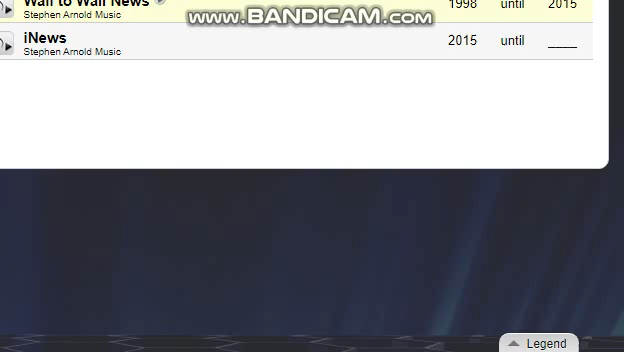 www.BANDICAM.com
Wall to Wall News 1998 until 2015
Stephen Arnold Music
iNews 2015 until ____
Stephen Arnold Music
Legend